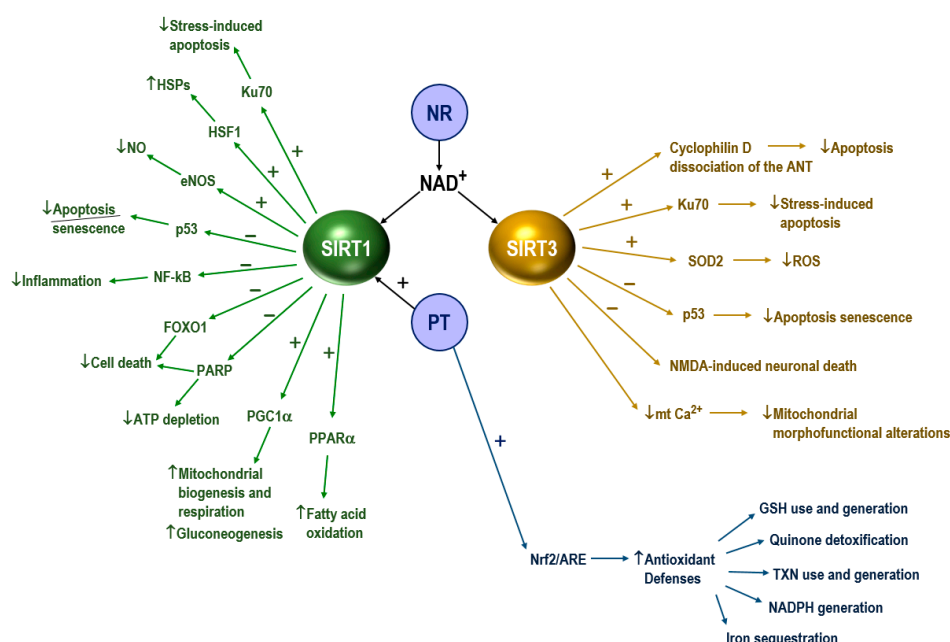 ↓Stress-induced
apoptosis
↑HSPs
Ku70
HSF1
↓NO
eNOS
↓Apoptosis
senescence
p53
↓Inflammation
NF-kB
FOXO1
↓Cell death
PARP
↓ATP depletion
PGC1α
PPARα
↑Mitochondrial
biogenesis and
respiration
↑Gluconeogenesis
↑Fatty acid
oxidation
+
+
+
−
−
−
−
+
+
SIRT1
NR
NAD+
+
PT
+
SIRT3
+
+
+
−
−
Cyclophilin D
dissociation of the ANT
↓Apoptosis
Ku70
↓Stress-induced
apoptosis
SOD2
↓ROS
p53
↓Apoptosis senescence
NMDA-induced neuronal death
↓mt Ca2+
↓Mitochondrial
morphofunctional alterations
Nrf2/ARE
↑Antioxidant
Defenses
GSH use and generation
Quinone detoxification
TXN use and generation
NADPH generation
Iron sequestration